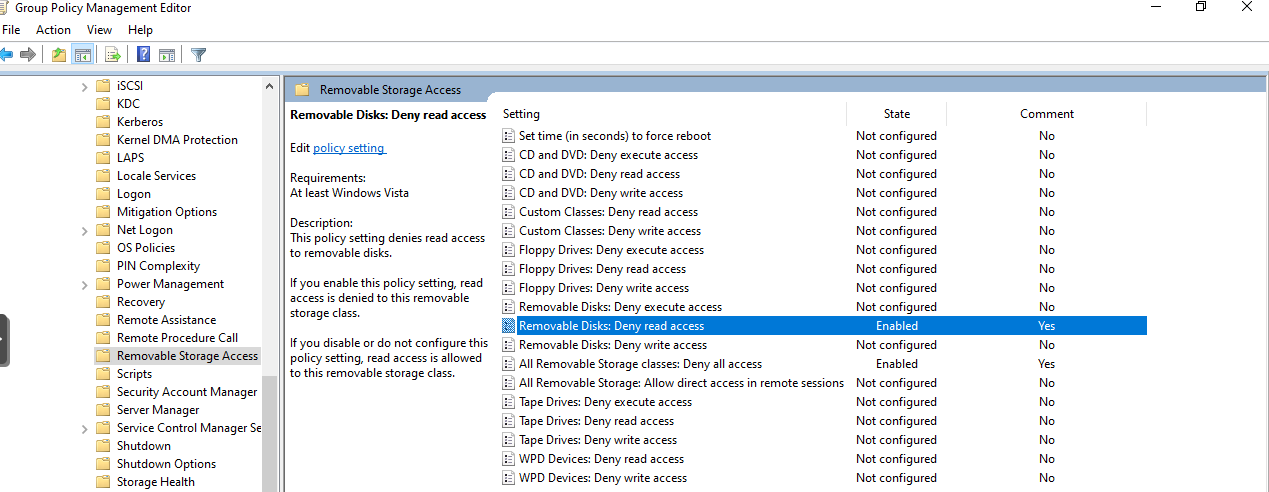 Group Policy Management Editor
File Action View Help
iSCSI
KDC
Kerberos
Kernel DMA Protection
LAPS
Locale Services
Logon
Mitigation Options
Net Logon
OS Policies
PIN Complexity
Power Management
Recovery
Remote Assistance
Remote Procedure Call
Removable Storage Access
Scripts
Security Account Manager
Server Manager
Service Control Manager Se
Shutdown
Shutdown Options
Storage Health
Removable Storage Access
Removable Disks: Deny read access
Edit policy setting
Requirements:
At least Windows Vista
Description:
This policy setting denies read access
to removable disks.
If you enable this policy setting, read
access is denied to this removable
storage class.
If you disable or do not configure this
policy setting, read access is allowed
to this removable storage class.
Setting State Comment
Set time (in seconds) to force reboot Not configured No
CD and DVD: Deny execute access Not configured No
CD and DVD: Deny read access Not configured No
CD and DVD: Deny write access Not configured No
Custom Classes: Deny read access Not configured No
Custom Classes: Deny write access Not configured No
Floppy Drives: Deny execute access Not configured No
Floppy Drives: Deny read access Not configured No
Floppy Drives: Deny write access Not configured No
Removable Disks: Deny execute access Not configured No
Removable Disks: Deny read access Enabled Yes
Removable Disks: Deny write access Not configured No
All Removable Storage classes: Deny all access Enabled Yes
All Removable Storage: Allow direct access in remote sessions Not configured No
Tape Drives: Deny execute access Not configured No
Tape Drives: Deny read access Not configured No
Tape Drives: Deny write access Not configured No
WPD Devices: Deny read access Not configured No
WPD Devices: Deny write access Not configured No